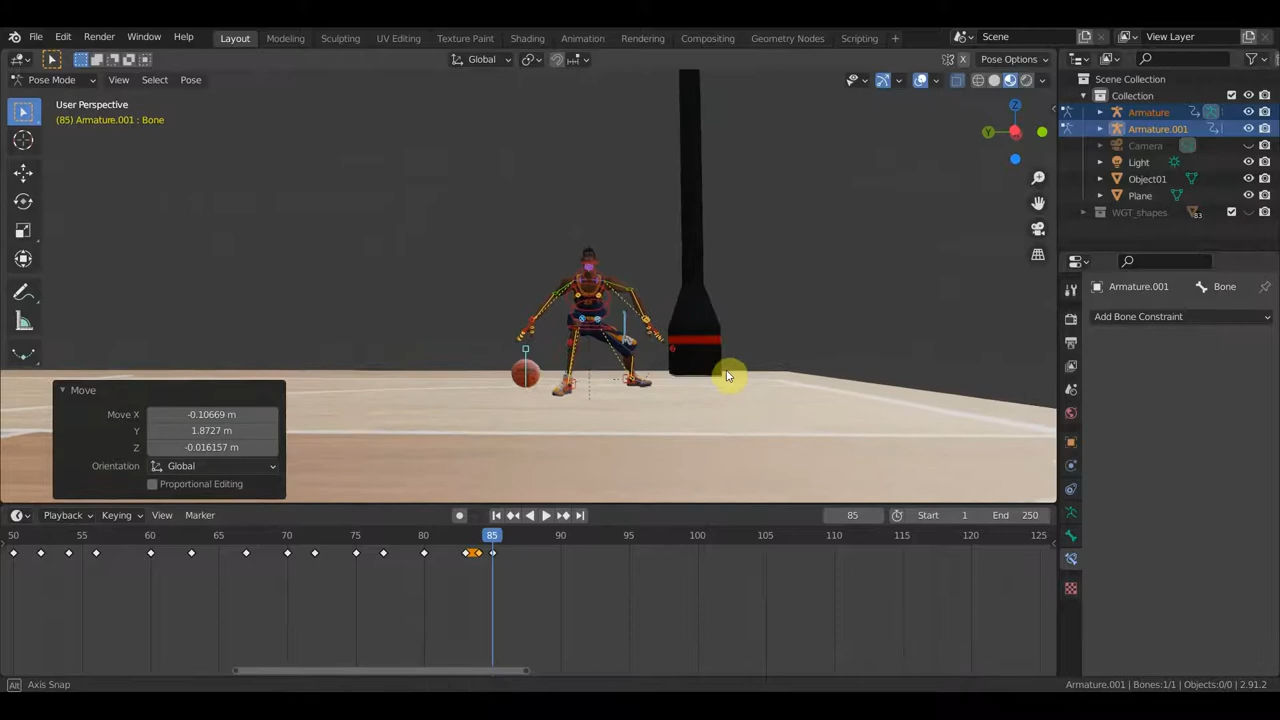 File Edit Render Window Help Layout Modeling Sculpting UV Editing Texture Paint Shading Animation Rendering Compositing Geometry Nodes Scripting + Scene View Layer
Global Pose Options
Pose Mode View Select Pose
User Perspective
(85) Armature.001 : Bone
Z
Y
Scene Collection
Collection
Armature
Armature.001
Camera
Light
Object01
Plane
WGT_shapes 83
Armature.001 Bone
Add Bone Constraint
Move
Move X -0.10669 m
Y 1.8727 m
Z -0.016157 m
Orientation Global
Proportional Editing
Playback Keying View Marker 85 Start 1 End 250
50 55 60 65 70 75 80 85 90 95 100 105 110 115 120 125
Alt Axis Snap Armature.001 | Bones:1/1 | Objects:0/0 | 2.91.2